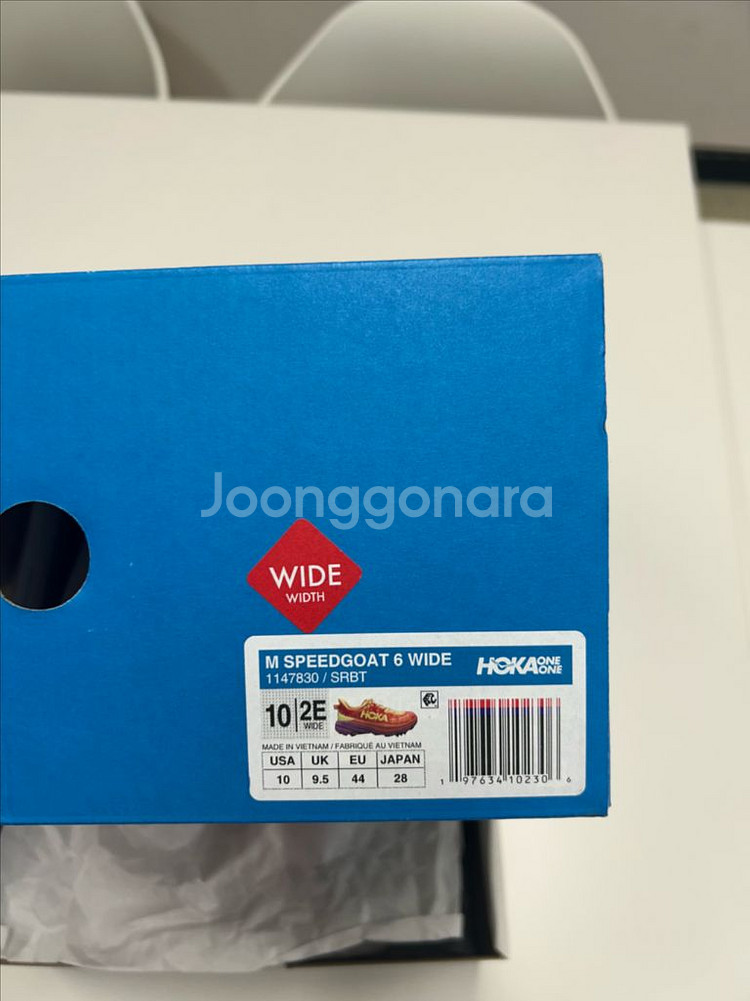 Joonggonara
WIDE
WIDTH
M SPEEDGOAT 6 WIDE
1147830 / SRBT
HOKA ONE ONE
10 2E
WIDE
HOKA
MADE IN VIETNAM / FABRIQUÉ AU VIETNAM
USA UK EU JAPAN
10 9.5 44 28
1 97634 10230 6